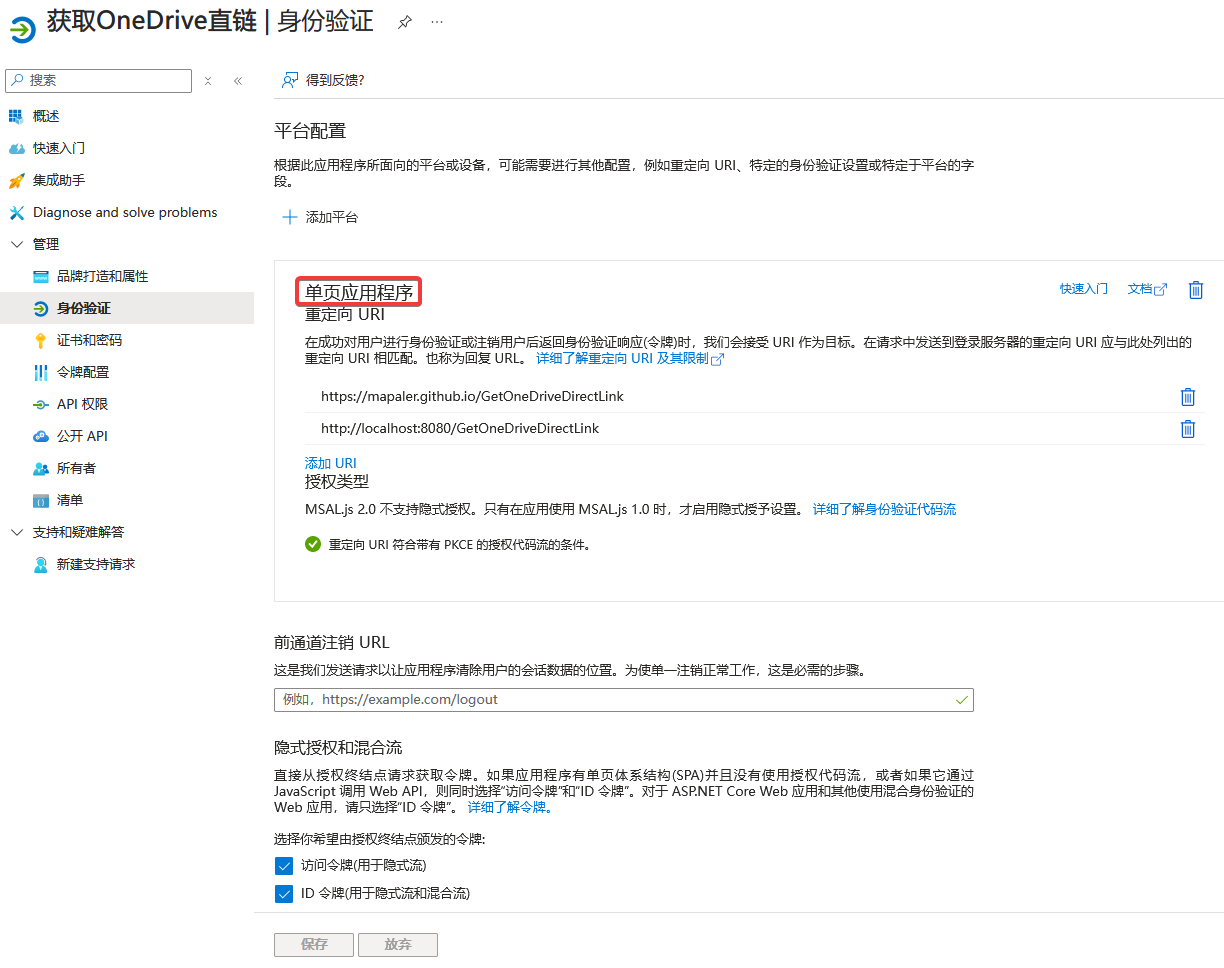 获取OneDrive直链 | 身份验证
搜索
得到反馈?
概述
快速入门
集成助手
Diagnose and solve problems
管理
品牌打造和属性
身份验证
证书和密码
令牌配置
API 权限
公开 API
所有者
清单
支持和疑难解答
新建支持请求
平台配置
根据此应用程序所面向的平台或设备，可能需要进行其他配置，例如重定向 URI、特定的身份验证设置或特定于平台的字
段。
添加平台
单页应用程序
快速入门
文档
重定向 URI
在成功对用户进行身份验证或注销用户后返回身份验证响应(令牌)时，我们会接受 URI 作为目标。在请求中发送到登录服务器的重定向 URI 应与此处列出的
重定向 URI 相匹配。也称为回复 URL。 详细了解重定向 URI 及其限制
https://mapaler.github.io/GetOneDriveDirectLink
http://localhost:8080/GetOneDriveDirectLink
添加 URI
授权类型
MSAL.js 2.0 不支持隐式授权。只有在应用使用 MSAL.js 1.0 时，才启用隐式授予设置。 详细了解身份验证代码流
重定向 URI 符合带有 PKCE 的授权代码流的条件。
前通道注销 URL
这是我们发送请求以让应用程序清除用户的会话数据的位置。为使单一注销正常工作，这是必需的步骤。
例如，https://example.com/logout
隐式授权和混合流
直接从授权终结点请求获取令牌。如果应用程序有单页体系结构(SPA)并且没有使用授权代码流，或者如果它通过
JavaScript 调用 Web API，则同时选择“访问令牌”和“ID 令牌”。对于 ASP.NET Core Web 应用和其他使用混合身份验证的
Web 应用，请只选择“ID 令牌”。 详细了解令牌。
选择你希望由授权终结点颁发的令牌:
访问令牌(用于隐式流)
ID 令牌(用于隐式流和混合流)
保存
放弃